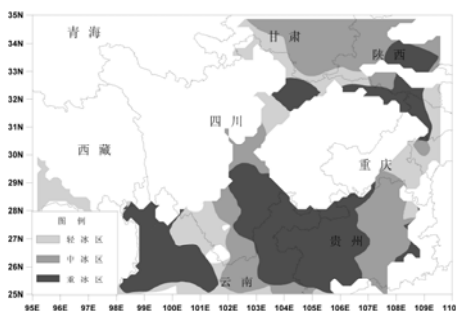 35N
青海
甘肃
34N
陕西
33N
32N
31N
四川
西藏
30N
重庆
29N
28N
图例
轻冰区
27N
中冰区
贵州
26N
重冰区
云南
25N
95E 96E 97E 98E 99E 100E 101E 102E 103E 104E 105E 106E 107E 108E 109E 110